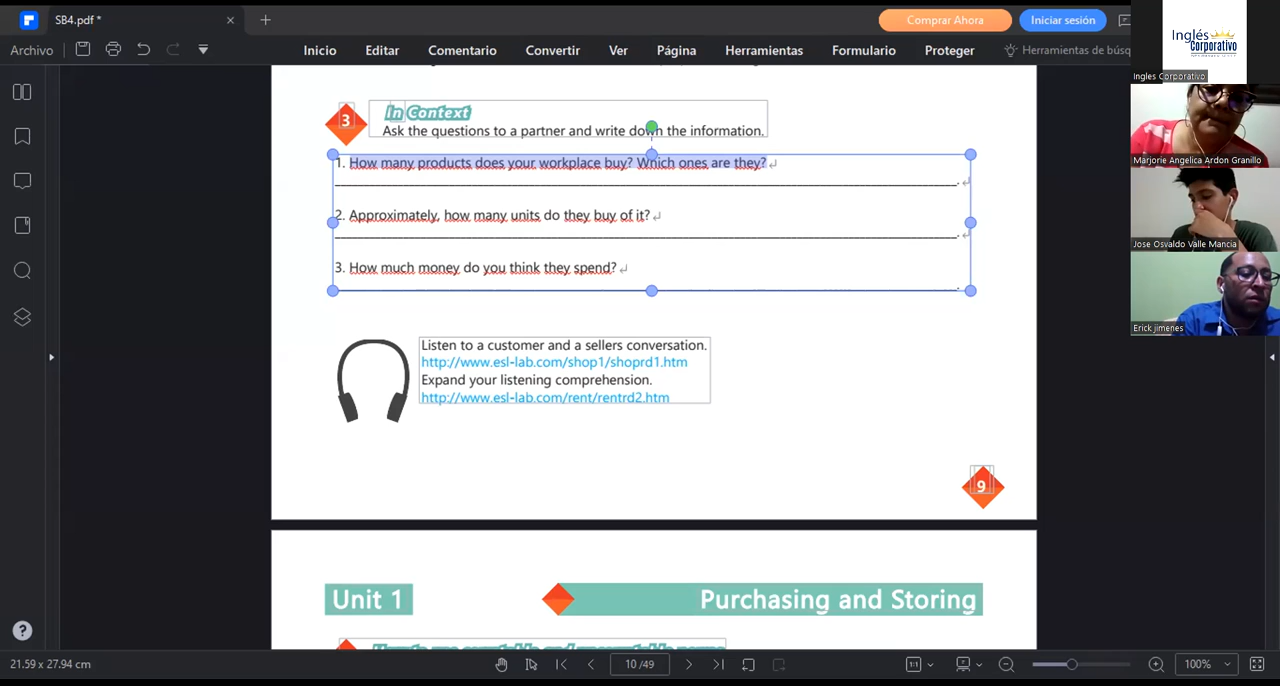 SB4.pdf *
Comprar Ahora
Iniciar sesión
Archivo
Inicio
Editar
Comentario
Convertir
Ver
Página
Herramientas
Formulario
Proteger
Herramientas de búsq
Inglés
Corporativo
Ingles Corporativo
Marjorie Angelica Ardon Granillo
Jose Osvaldo Valle Mancia
Erick jimenes
3
In Context
Ask the questions to a partner and write down the information.
1. How many products does your workplace buy? Which ones are they?
2. Approximately, how many units do they buy of it?
3. How much money do you think they spend?
Listen to a customer and a sellers conversation.
http://www.esl-lab.com/shop1/shoprd1.htm
Expand your listening comprehension.
http://www.esl-lab.com/rent/rentrd2.htm
9
Unit 1
Purchasing and Storing
21.59 x 27.94 cm
10 /49
1:1
100%